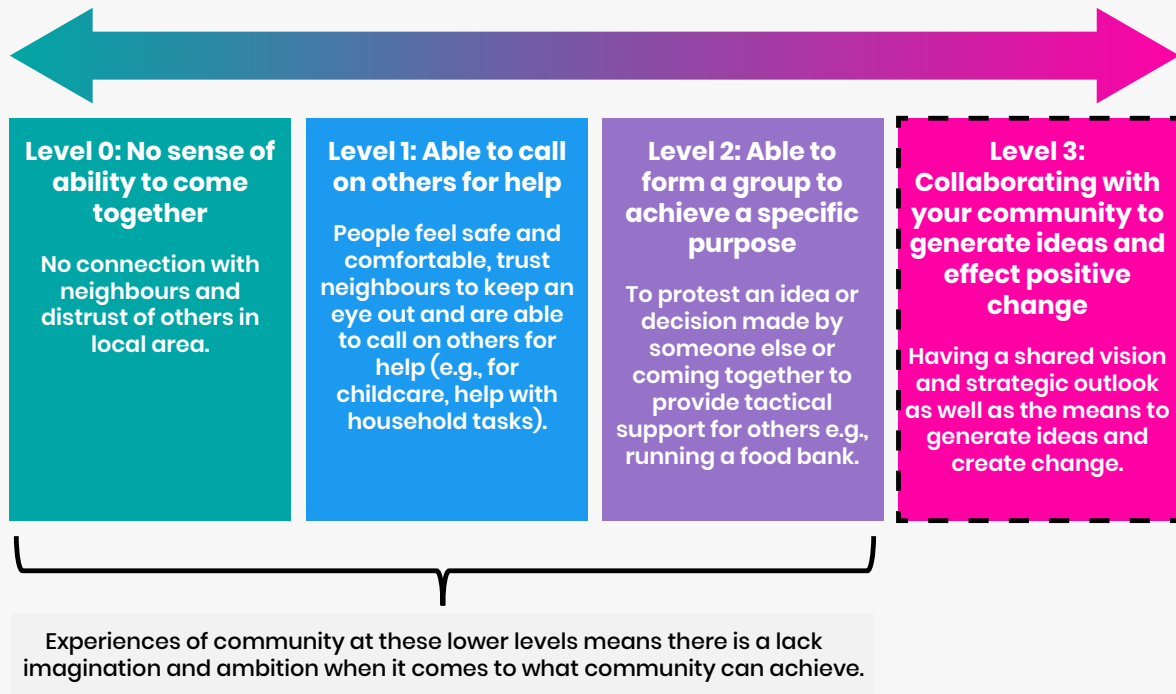 Level 0: No sense of
ability to come
together
No connection with
neighbours and
distrust of others in
local area.
Level 1: Able to call
on others for help
People feel safe and
comfortable, trust
neighbours to keep an
eye out and are able
to call on others for
help (e.g., for
childcare, help with
household tasks).
Level 2: Able to
form a group to
achieve a specific
purpose
To protest an idea or
decision made by
someone else or
coming together to
provide tactical
support for others e.g.,
running a food bank.
Level 3:
Collaborating with
your community to
generate ideas and
effect positive
change
Having a shared vision
and strategic outlook
as well as the means to
generate ideas and
create change.
Experiences of community at these lower levels means there is a lack
imagination and ambition when it comes to what community can achieve.